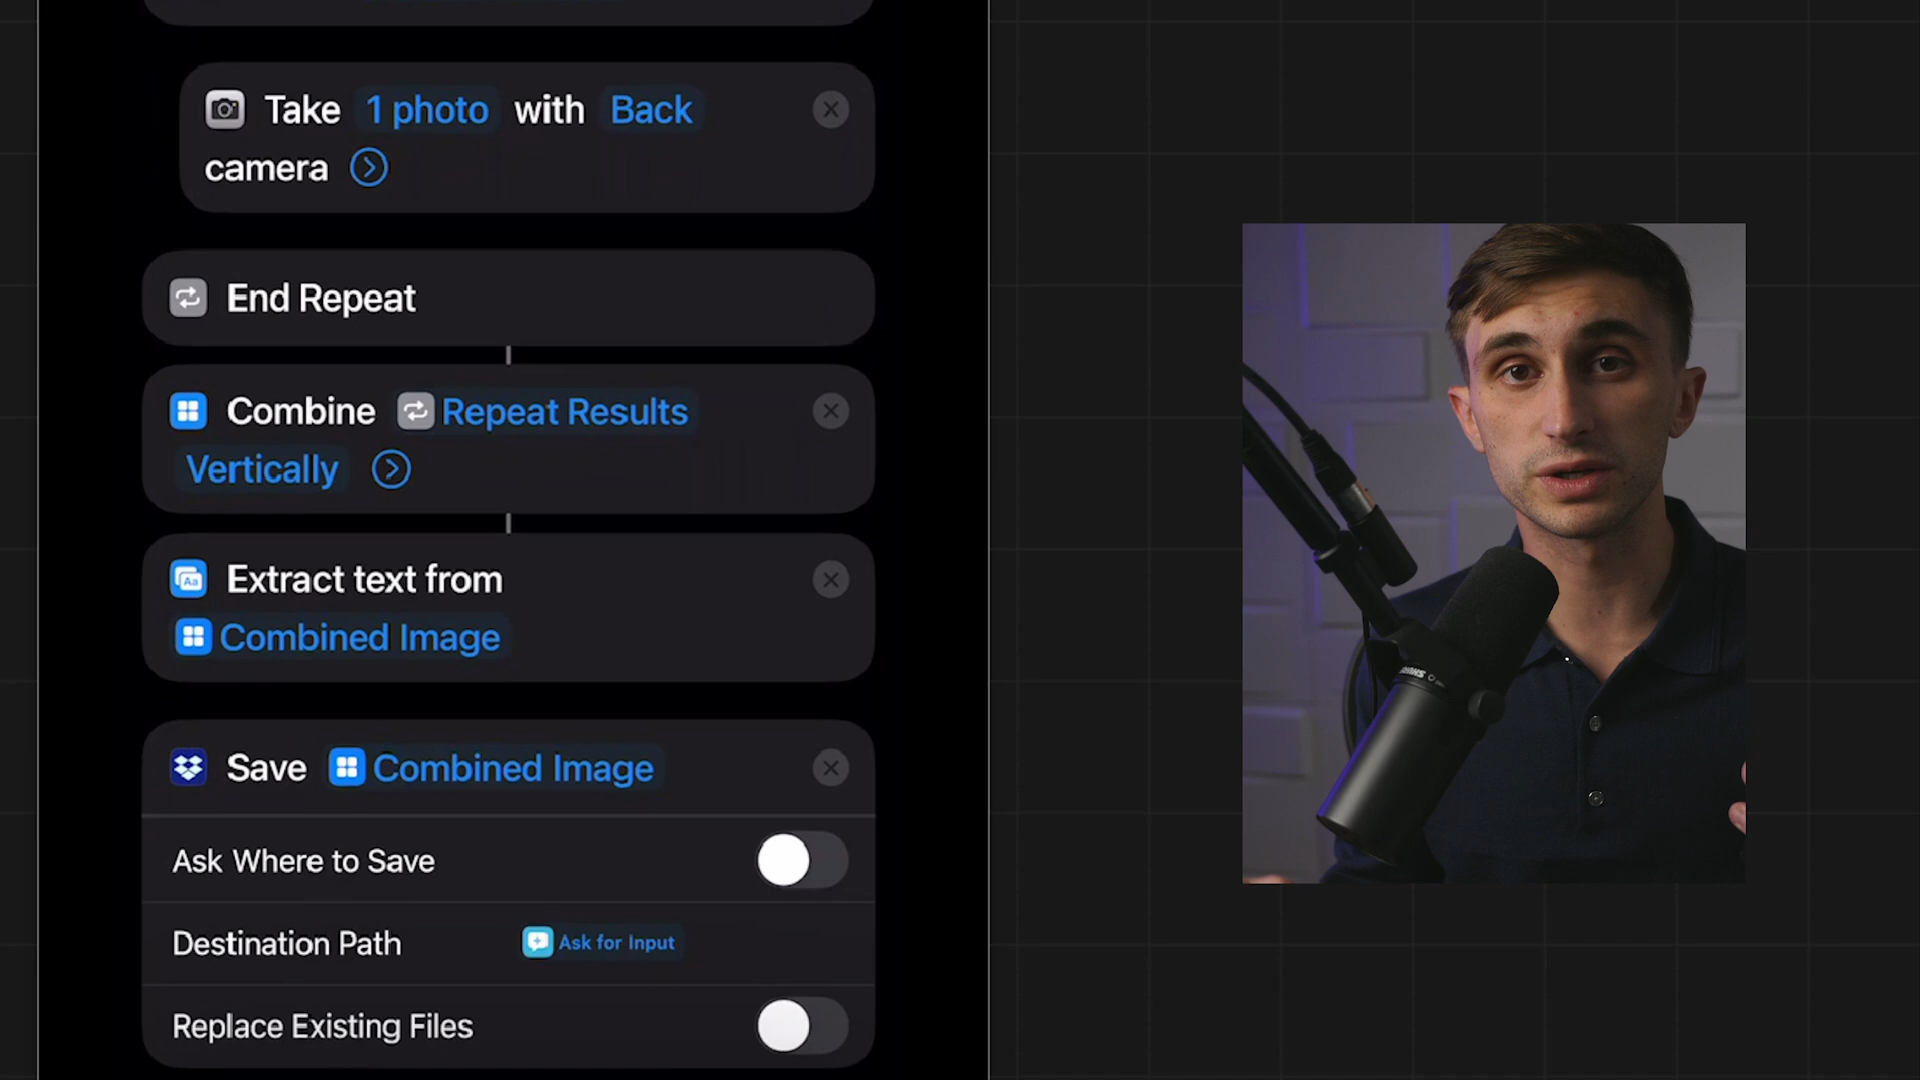 Take 1 photo with Back
camera
End Repeat
Combine Repeat Results
Vertically
Extract text from
Combined Image
Save Combined Image
Ask Where to Save
Destination Path Ask for Input
Replace Existing Files